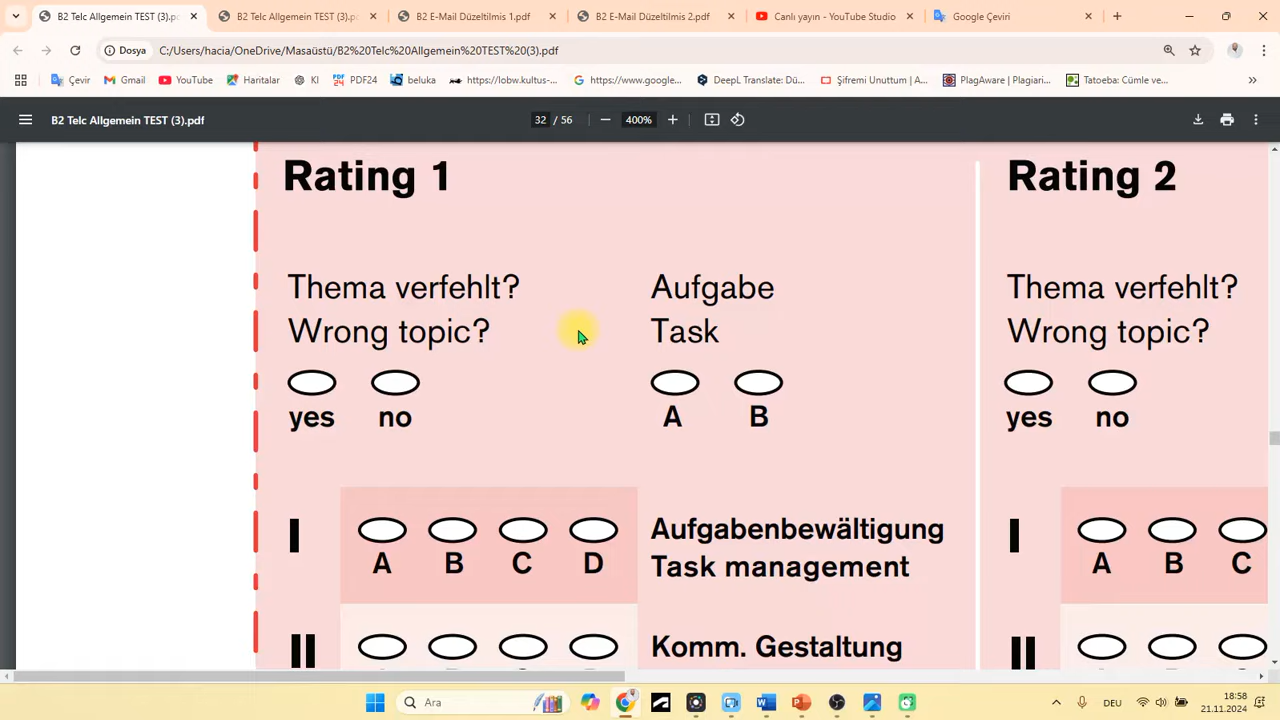 B2 Telc Allgemein TEST (3).pdf
B2 Telc Allgemein TEST (3).pdf
B2 E-Mail Düzeltilmis 1.pdf
B2 E-Mail Düzeltilmis 2.pdf
Canlı yayın - YouTube Studio
Google Çeviri
Dosya
C:/Users/hacia/OneDrive/Masaüstü/B2%20Telc%20Allgemein%20TEST%20(3).pdf
Çevir
Gmail
YouTube
Haritalar
KI
PDF24
beluka
https://lobw.kultus-...
https://www.google...
DeepL Translate: Dü...
Şifremi Unuttum | A...
PlagAware | Plagiari...
Tatoeba: Cümle ve...
B2 Telc Allgemein TEST (3).pdf
32 / 56
400%
Rating 1
Rating 2
Thema verfehlt?
Aufgabe
Thema verfehlt?
Wrong topic?
Task
Wrong topic?
yes no
A B
yes no
I
Aufgabenbewältigung
I
A B C D
Task management
A B C
II
Komm. Gestaltung
II
Ara
DEU
18:58
21.11.2024